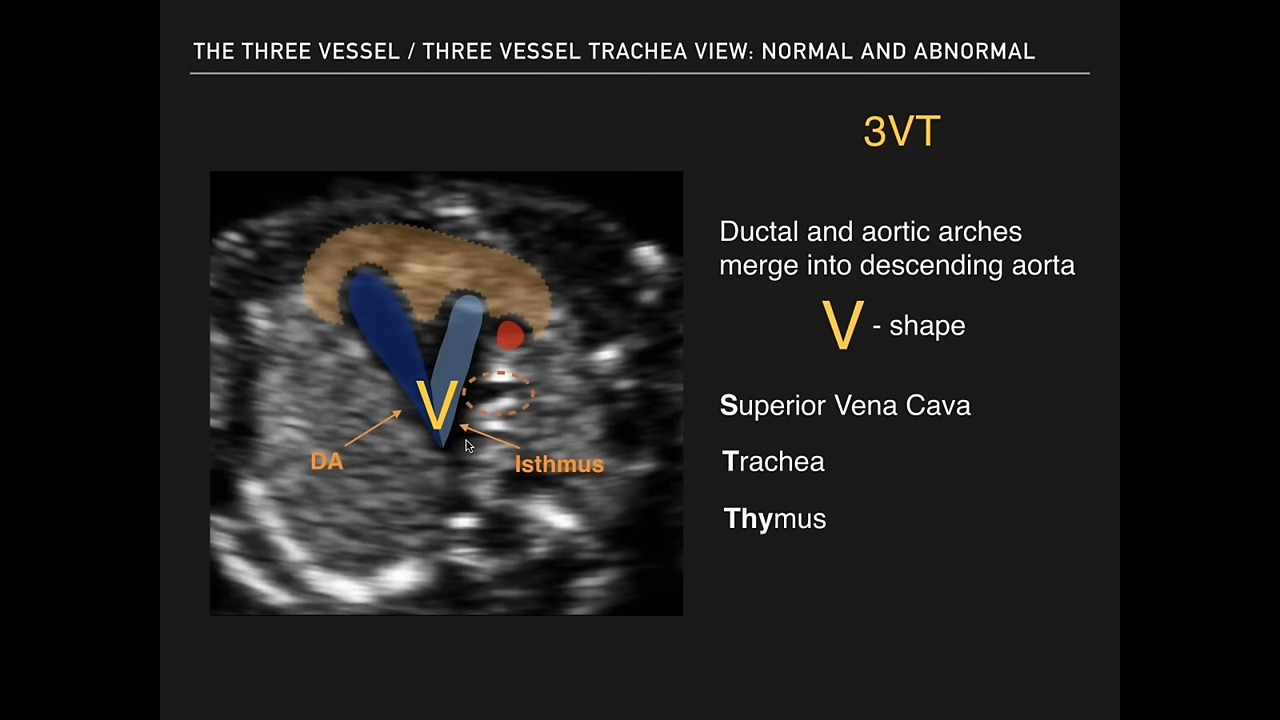 THE THREE VESSEL / THREE VESSEL TRACHEA VIEW: NORMAL AND ABNORMAL
3VT
Ductal and aortic arches
merge into descending aorta
V - shape
Superior Vena Cava
Trachea
Thymus
V
DA
Isthmus